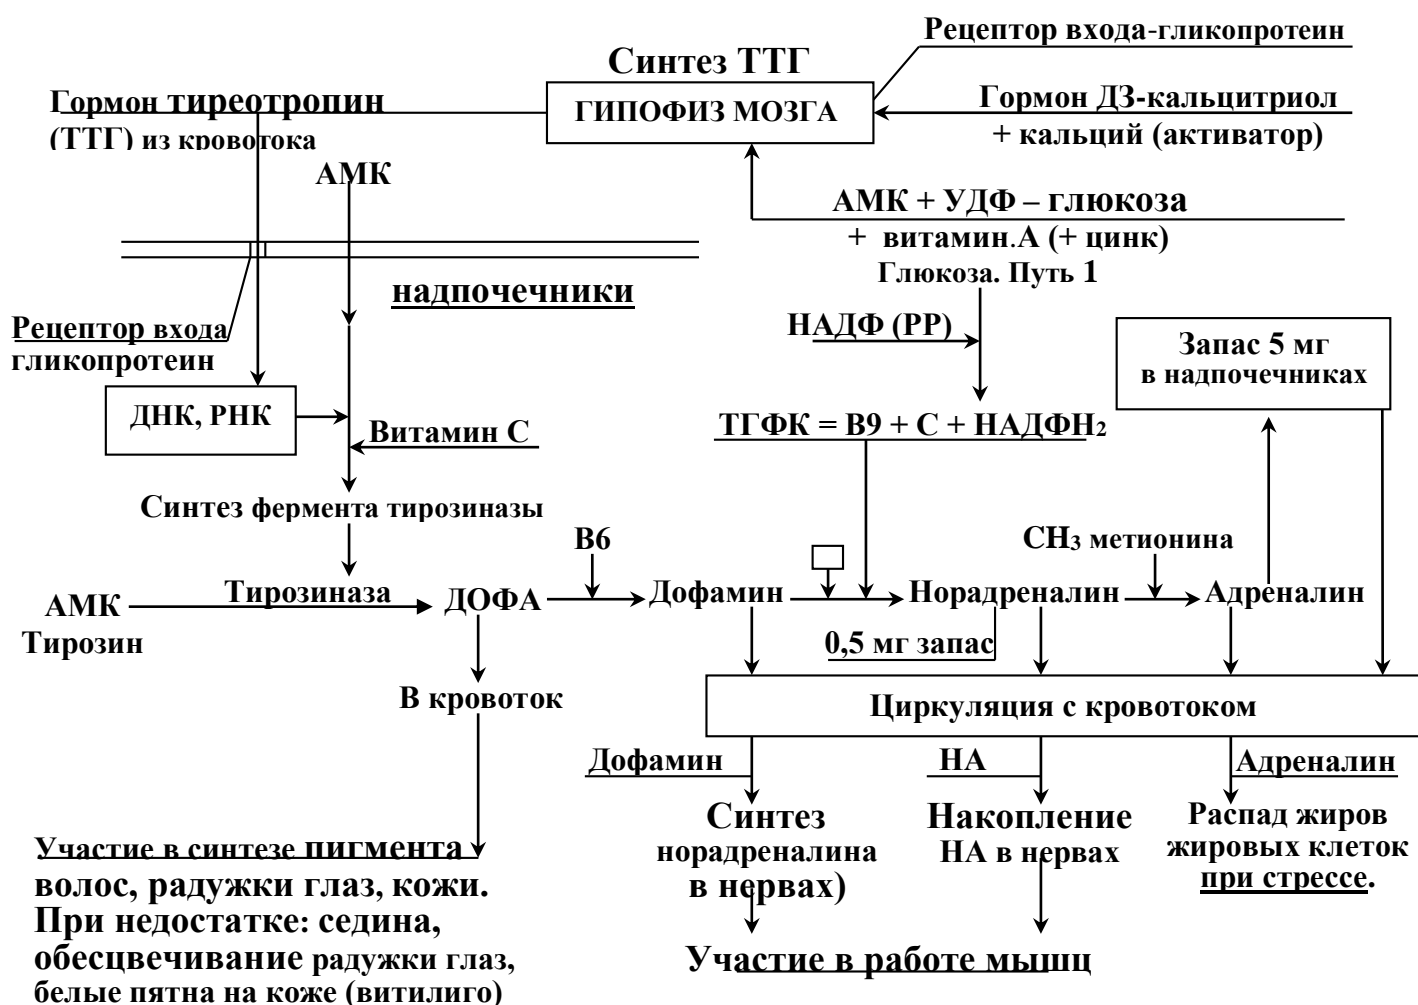 Рецептор входа-гликопротеин
Синтез ТТГ
Гормон тиреотропин
(ТТГ) из кровотока
ГИПОФИЗ МОЗГА
Гормон Д3-кальцитриол
+ кальций (активатор)
АМК
АМК + УДФ – глюкоза
+ витамин.А (+ цинк)
Глюкоза. Путь 1
надпочечники
Рецептор входа
гликопротеин
НАДФ (РР)
Запас 5 мг
в надпочечниках
ДНК, РНК
Витамин С
ТГФК = В9 + С + НАДФН2
Синтез фермента тирозиназы
В6
СН3 метионина
АМК
Тирозин
Тирозиназа
ДОФА
Дофамин
Норадреналин
Адреналин
0,5 мг запас
В кровоток
Циркуляция с кровотоком
Дофамин
НА
Адреналин
Синтез
норадреналина
в нервах)
Накопление
НА в нервах
Распад жиров
жировых клеток
при стрессе.
Участие в синтезе пигмента
волос, радужки глаз, кожи.
При недостатке: седина,
обесцвечивание радужки глаз,
белые пятна на коже (витилиго)
Участие в работе мышц